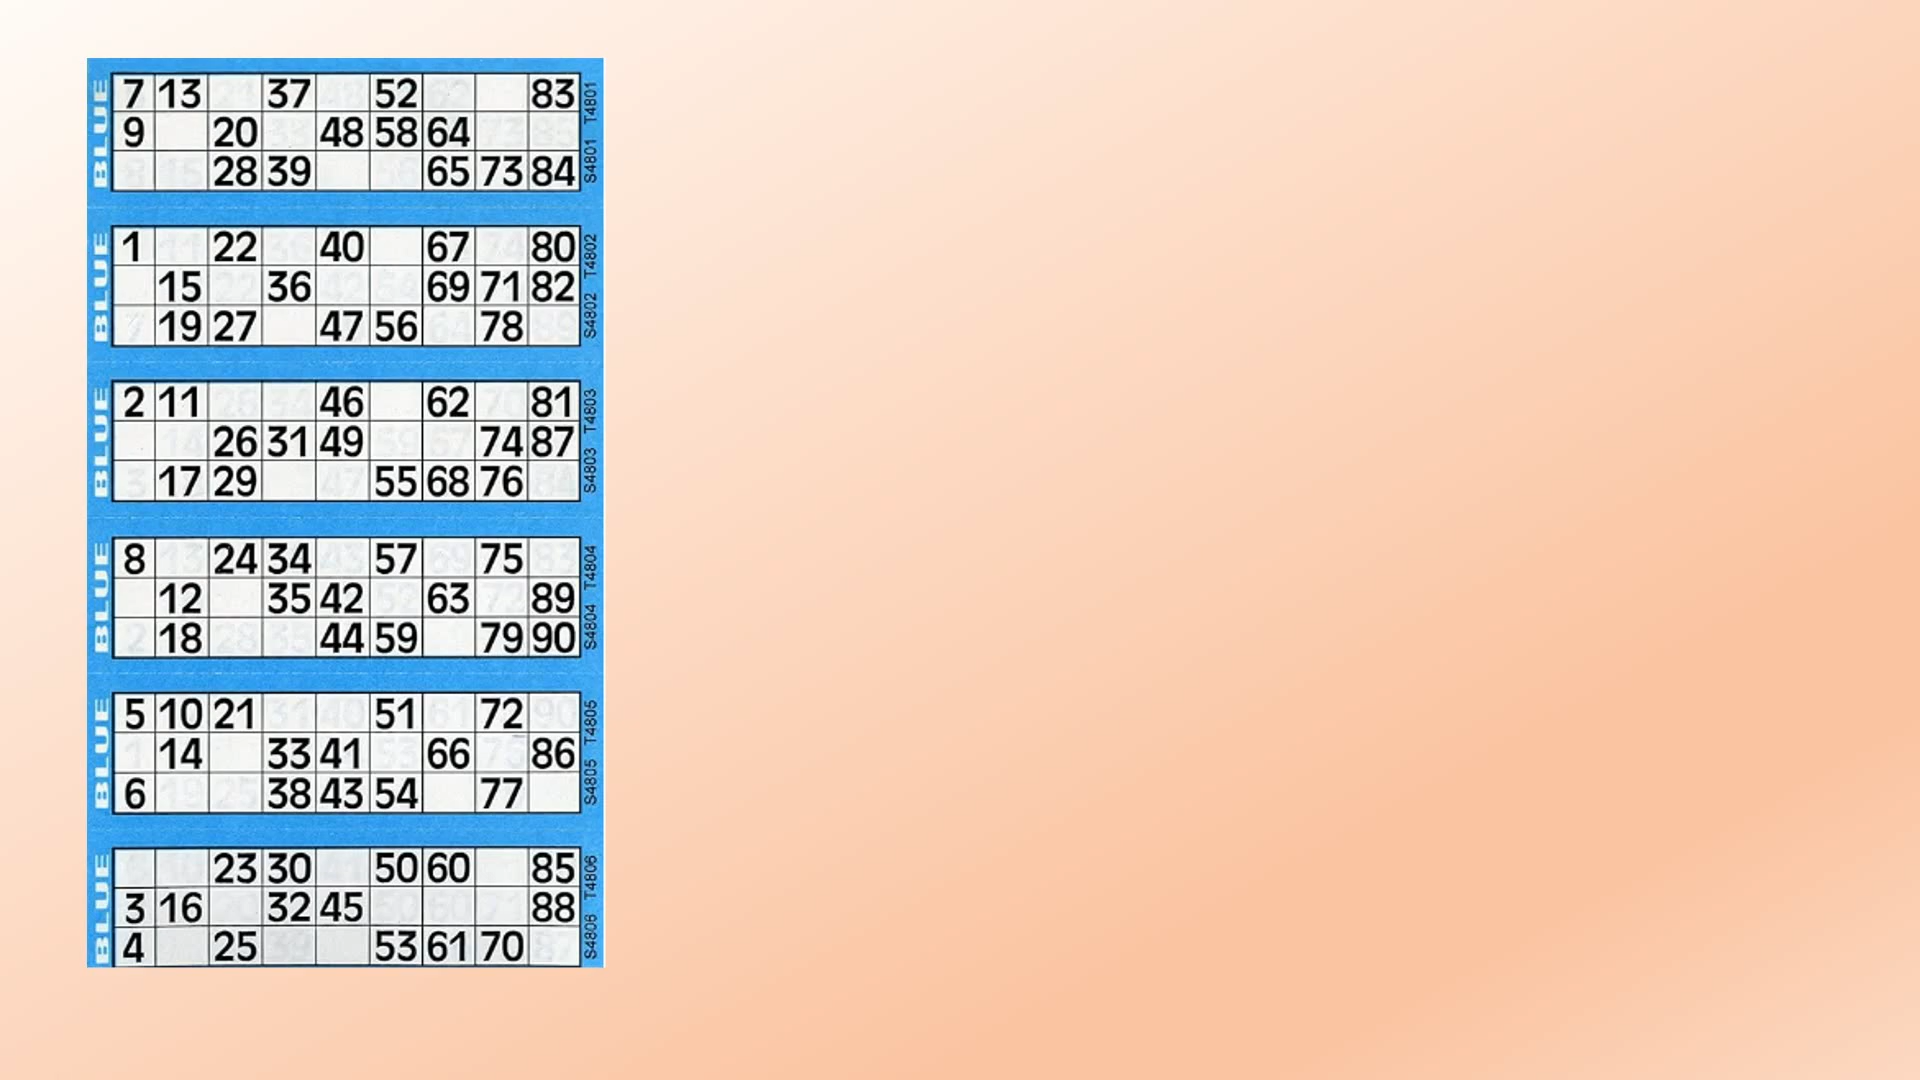 BLUE
7 13 37 52 83
9 20 48 58 64
28 39 65 73 84
S4801 T4801
BLUE
1 22 40 67 80
15 36 69 71 82
19 27 47 56 78
S4802 T4802
BLUE
2 11 46 62 81
26 31 49 74 87
17 29 55 68 76
S4803 T4803
BLUE
8 24 34 57 75
12 35 42 63 89
18 44 59 79 90
S4804 T4804
BLUE
5 10 21 51 72
14 33 41 66 86
6 38 43 54 77
S4805 T4805
BLUE
23 30 50 60 85
3 16 32 45 88
4 25 53 61 70
S4806 T4806